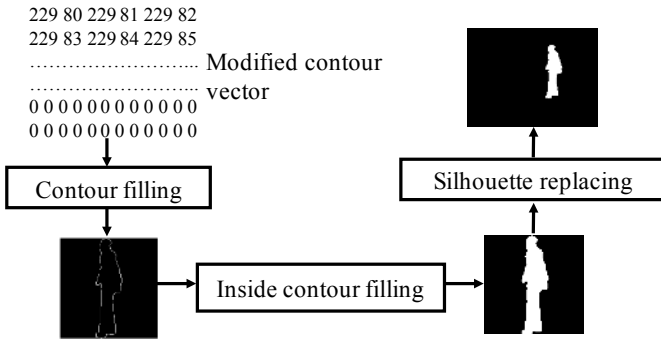 229 80 229 81 229 82
229 83 229 84 229 85
……………………...
……………………...
Modified contour
vector
0 0 0 0 0 0 0 0 0 0 0 0
0 0 0 0 0 0 0 0 0 0 0 0
Contour filling
Inside contour filling
Silhouette replacing